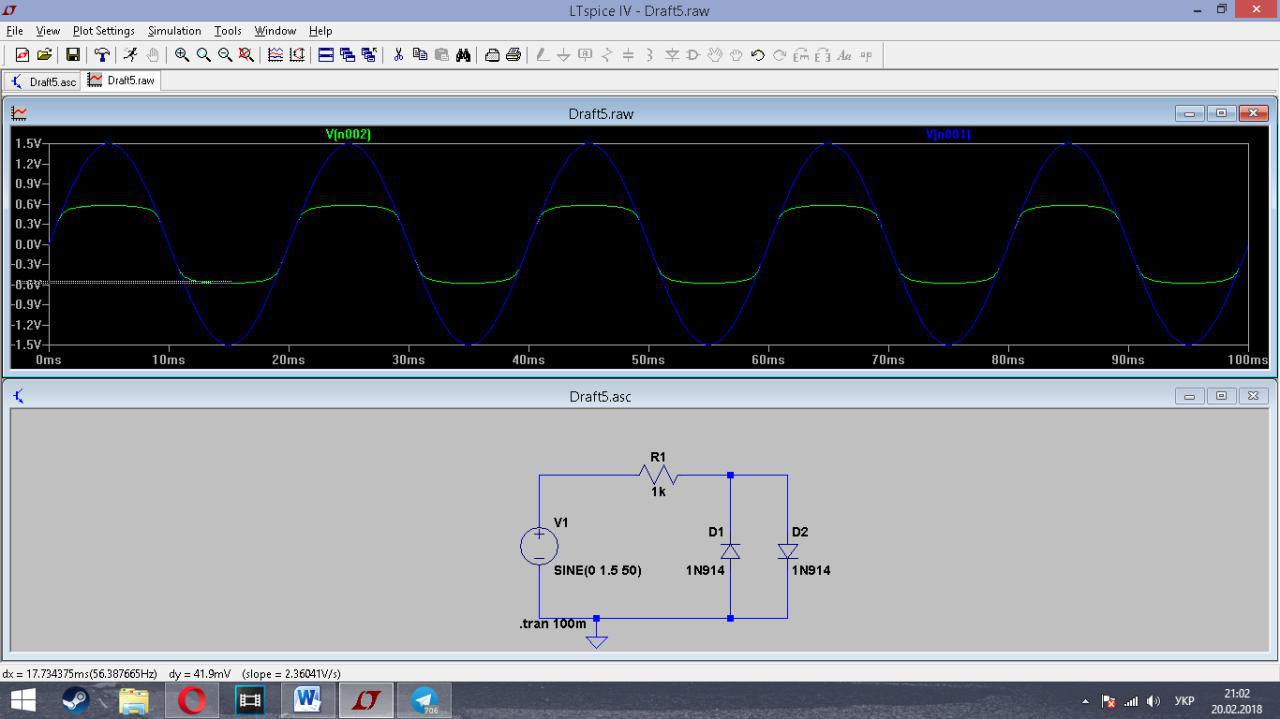 LTspice IV - Draft5.raw
File View Plot Settings Simulation Tools Window Help
Draft5.asc Draft5.raw
Draft5.raw
V(n002) V(n001)
1.5V
1.2V
0.9V
0.6V
0.3V
0.0V
-0.3V
-0.6V
-0.9V
-1.2V
-1.5V
0ms 10ms 20ms 30ms 40ms 50ms 60ms 70ms 80ms 90ms 100ms
Draft5.asc
R1
1k
V1
D1 D2
SINE(0 1.5 50) 1N914 1N914
.tran 100m
dx = 17.734375ms(56.387665Hz) dy = 41.9mV (slope = 2.36041V/s)
706
УКР
21:02
20.02.2018